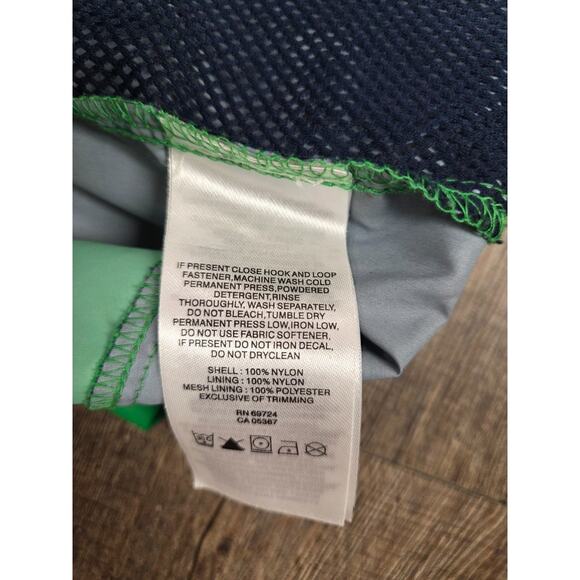 IF PRESENT CLOSE HOOK AND LOOP
FASTENER,MACHINE WASH COLD
PERMANENT PRESS,POWDERED
DETERGENT,RINSE
THOROUGHLY, WASH SEPARATELY,
DO NOT BLEACH, TUMBLE DRY
PERMANENT PRESS LOW,IRON LOW,
DO NOT USE FABRIC SOFTENER,
IF PRESENT DO NOT IRON DECAL,
DO NOT DRYCLEAN
SHELL : 100% NYLON
LINING : 100% NYLON
MESH LINING : 100% POLYESTER
EXCLUSIVE OF TRIMMING
RN 69724
CA 05367